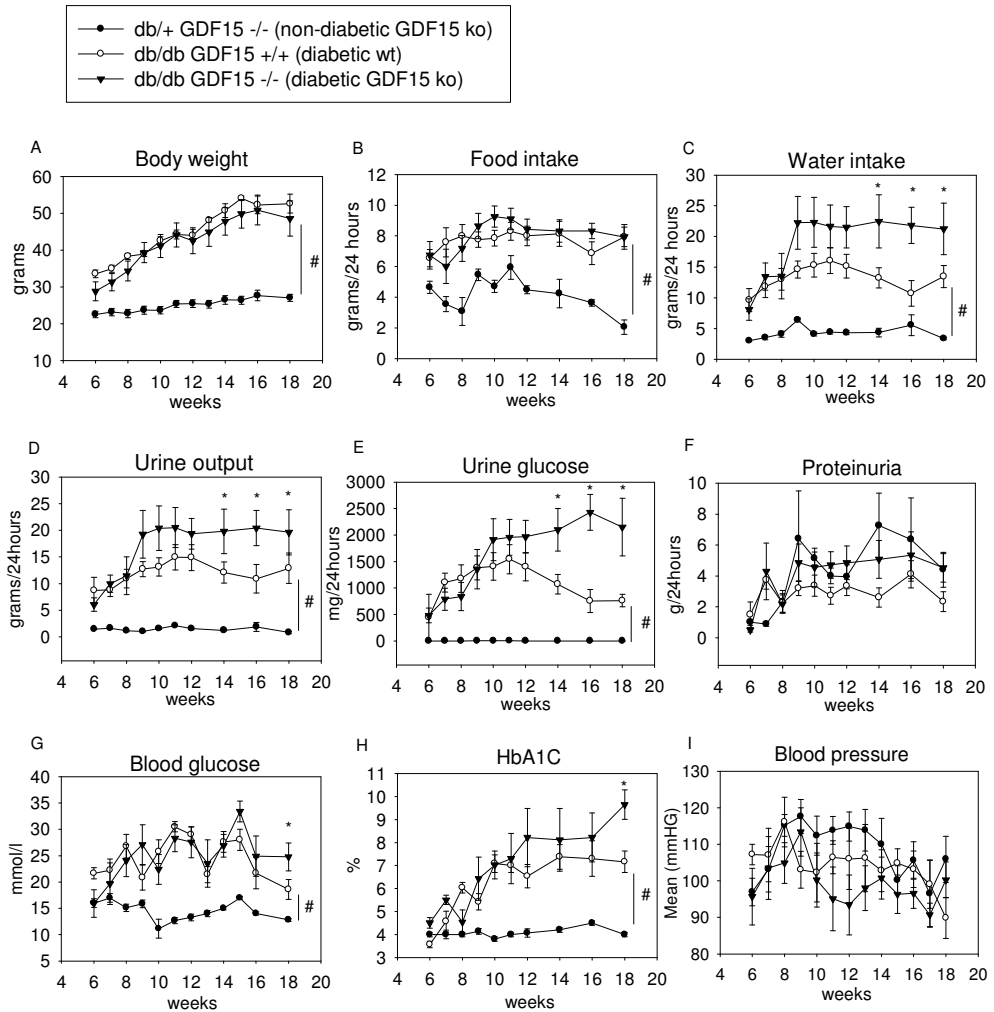 db/+ GDF15 -/- (non-diabetic GDF15 ko)
db/db GDF15 +/+ (diabetic wt)
db/db GDF15 -/- (diabetic GDF15 ko)
A
Body weight
60
50
40
30
20
10
grams
#
4 6 8 10 12 14 16 18 20
weeks
B
Food intake
12
10
8
6
4
2
0
grams/24 hours
#
4 6 8 10 12 14 16 18 20
weeks
C
Water intake
30
25
20
15
10
5
0
grams/24 hours
* * *
#
4 6 8 10 12 14 16 18 20
weeks
D
Urine output
30
25
20
15
10
5
0
grams/24hours
* * *
#
4 6 8 10 12 14 16 18 20
weeks
E
Urine glucose
3000
2500
2000
1500
1000
500
0
mg/24hours
* * *
#
4 6 8 10 12 14 16 18 20
weeks
F
Proteinuria
10
8
6
4
2
0
g/24hours
4 6 8 10 12 14 16 18 20
weeks
G
Blood glucose
40
35
30
25
20
15
10
5
mmol/l
*
#
4 6 8 10 12 14 16 18 20
weeks
H
HbA1C
11
10
9
8
7
6
5
4
3
%
*
#
4 6 8 10 12 14 16 18 20
weeks
I
Blood pressure
130
120
110
100
90
80
Mean (mmHG)
4 6 8 10 12 14 16 18 20
weeks